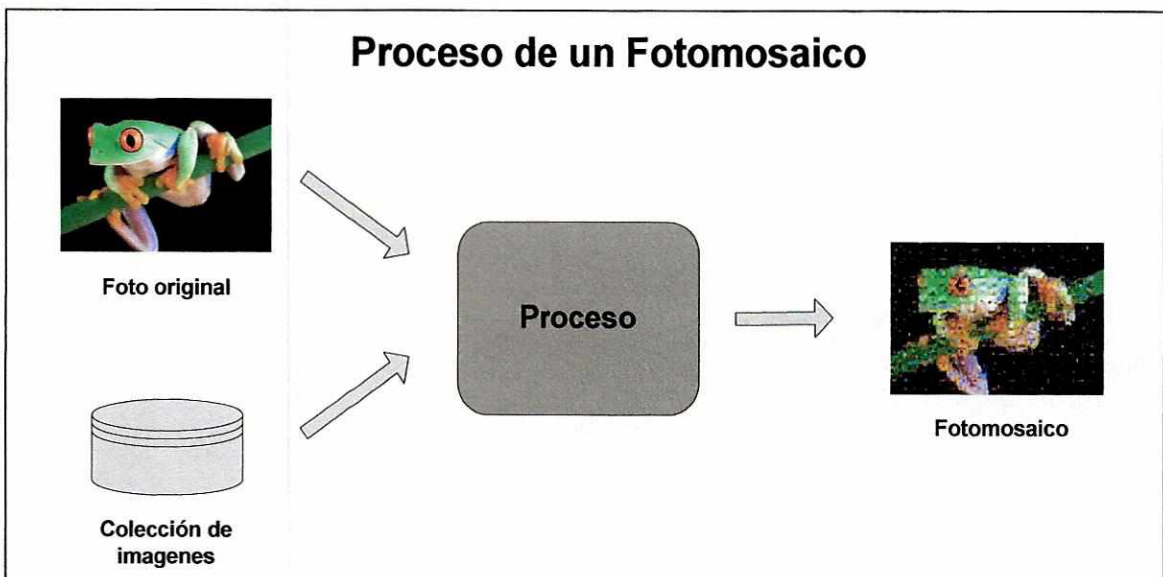 Proceso de un Fotomosaico
Foto original
Proceso
Fotomosaico
Colección de
imagenes